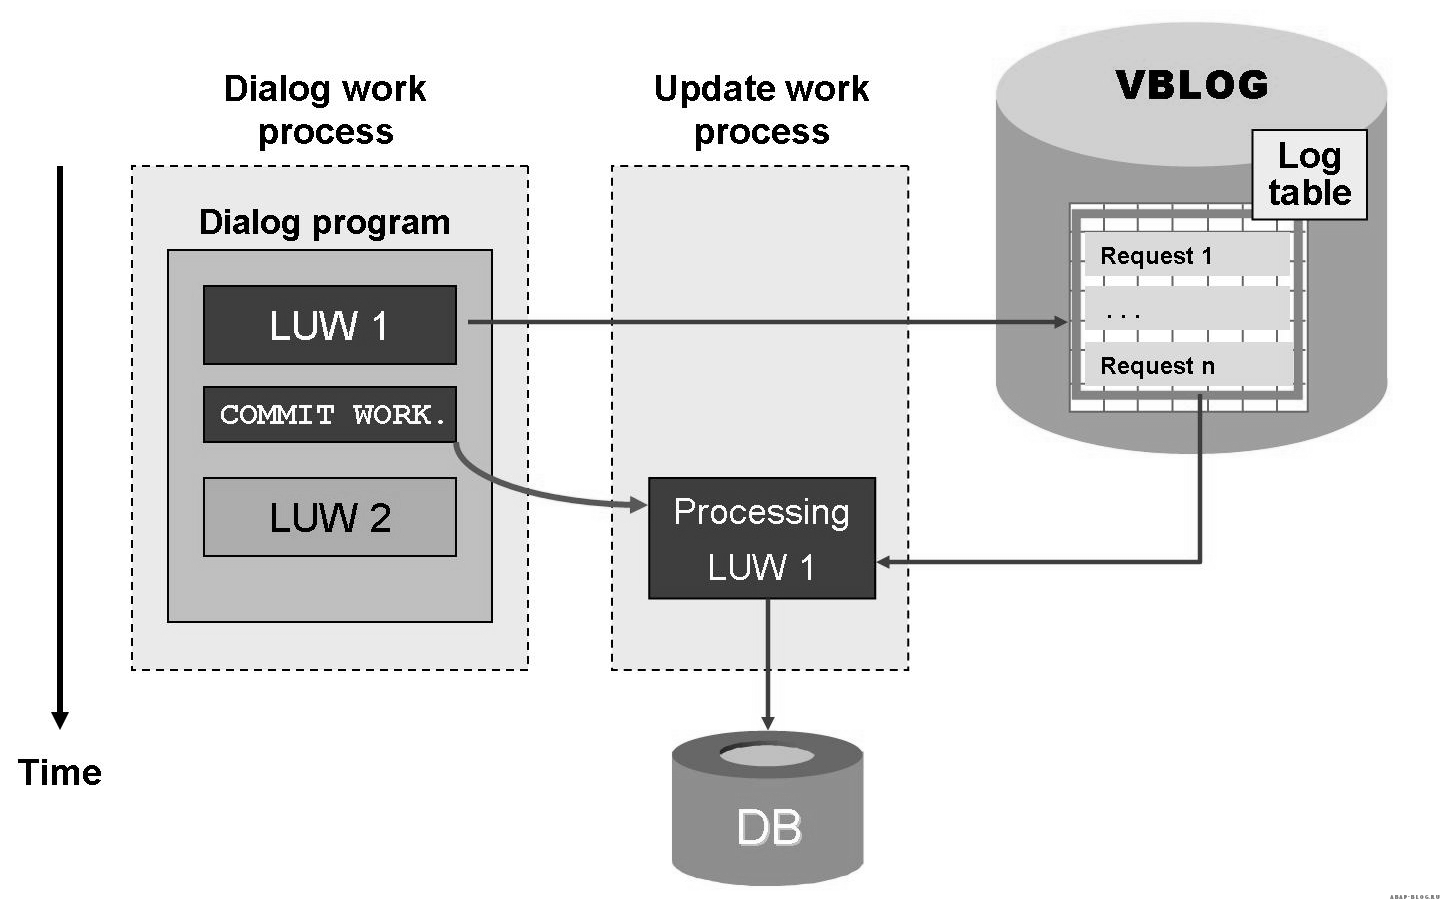 Dialog work
process
Update work
process
VBLOG
Log
table
Dialog program
Request 1
. . .
Request n
LUW 1
COMMIT WORK.
LUW 2
Processing
LUW 1
Time
DB
ABAP-BLOG.RU